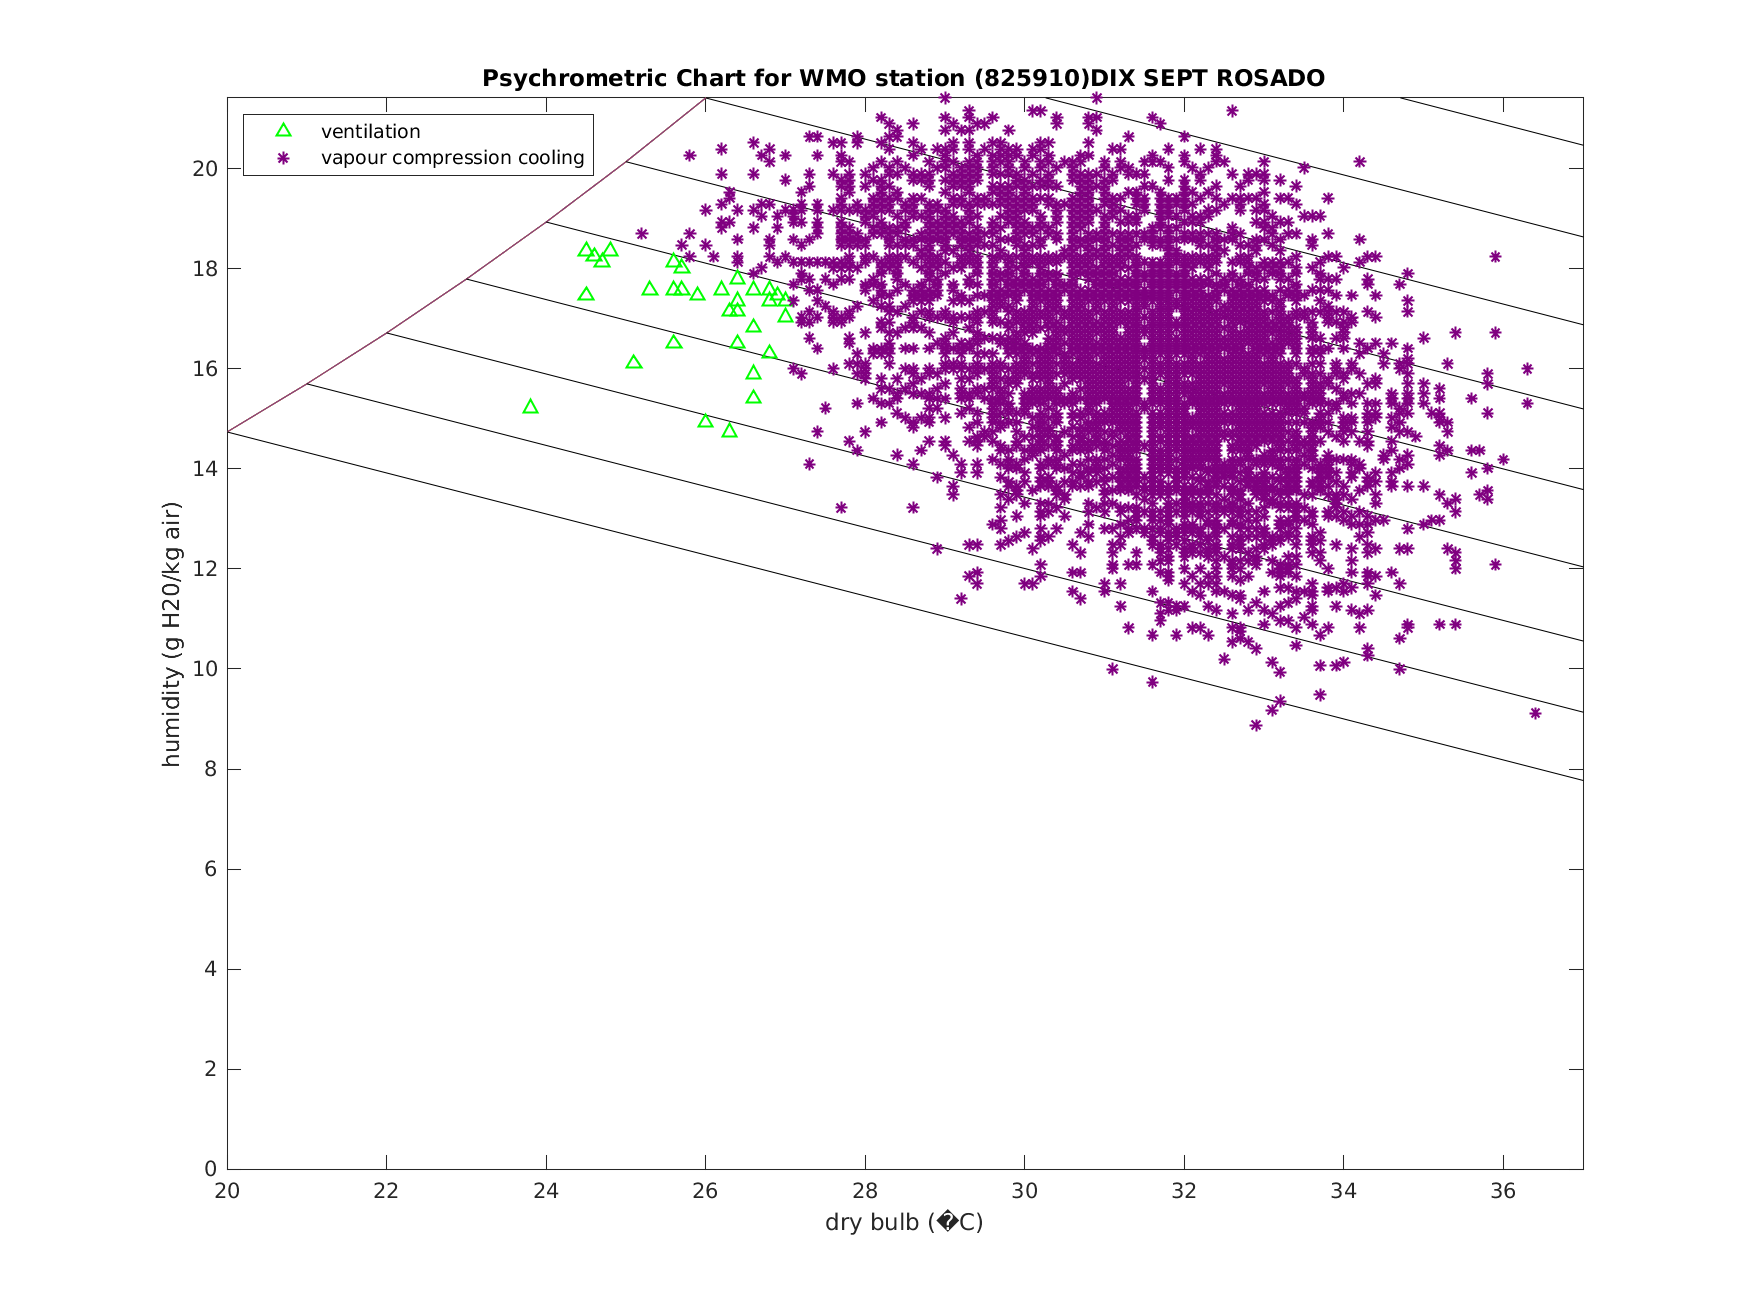 Psychrometric Chart for WMO station (825910)DIX SEPT ROSADO
ventilation
vapour compression cooling
humidity (g H20/kg air)
20
18
16
14
12
10
8
6
4
2
0
20 22 24 26 28 30 32 34 36
dry bulb (�C)